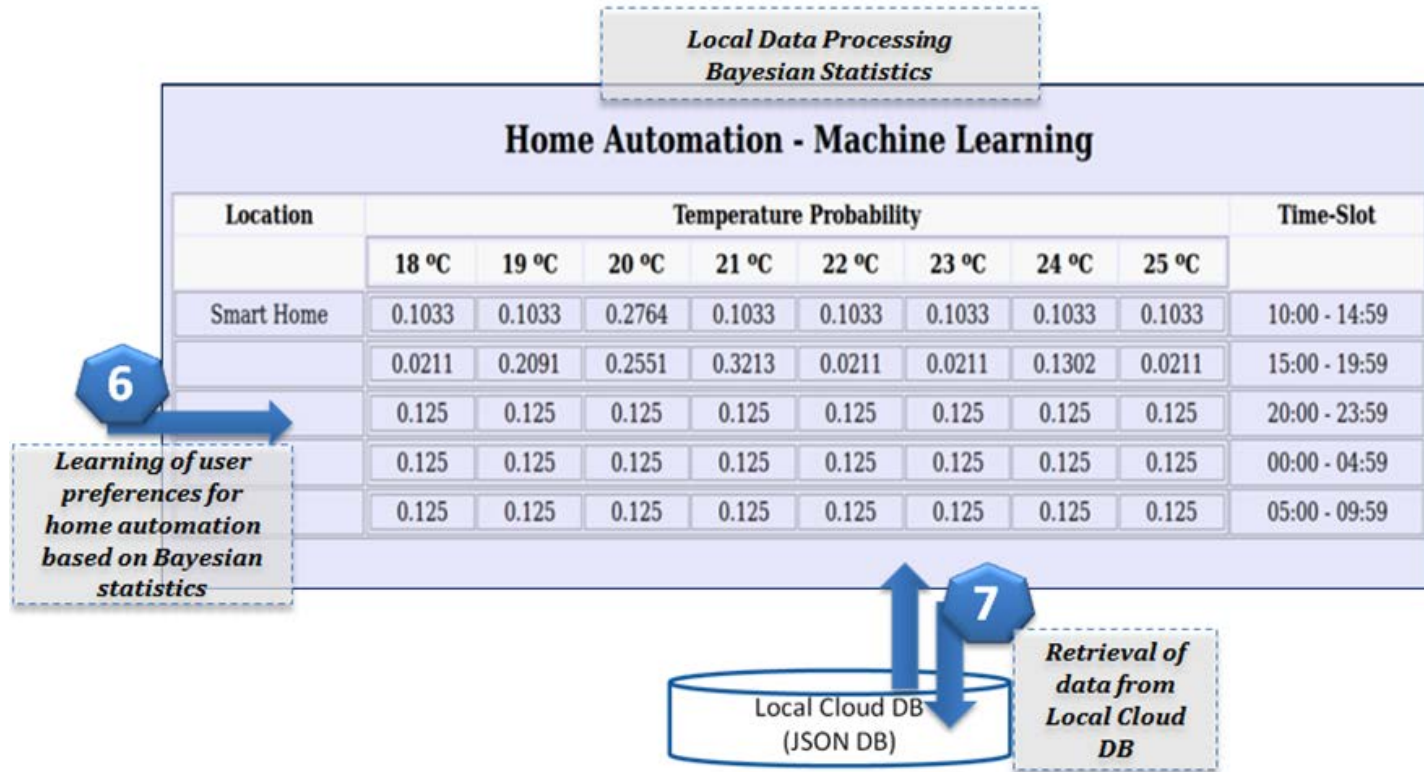 Local Data Processing
Bayesian Statistics
Home Automation - Machine Learning
Location Temperature Probability Time-Slot
18 ºC 19 ºC 20 ºC 21 ºC 22 ºC 23 ºC 24 ºC 25 ºC
Smart Home 0.1033 0.1033 0.2764 0.1033 0.1033 0.1033 0.1033 0.1033 10:00 - 14:59
0.0211 0.2091 0.2551 0.3213 0.0211 0.0211 0.1302 0.0211 15:00 - 19:59
0.125 0.125 0.125 0.125 0.125 0.125 0.125 0.125 20:00 - 23:59
0.125 0.125 0.125 0.125 0.125 0.125 0.125 0.125 00:00 - 04:59
0.125 0.125 0.125 0.125 0.125 0.125 0.125 0.125 05:00 - 09:59
6
Learning of user
preferences for
home automation
based on Bayesian
statistics
7
Retrieval of
data from
Local Cloud
DB
Local Cloud DB
(JSON DB)